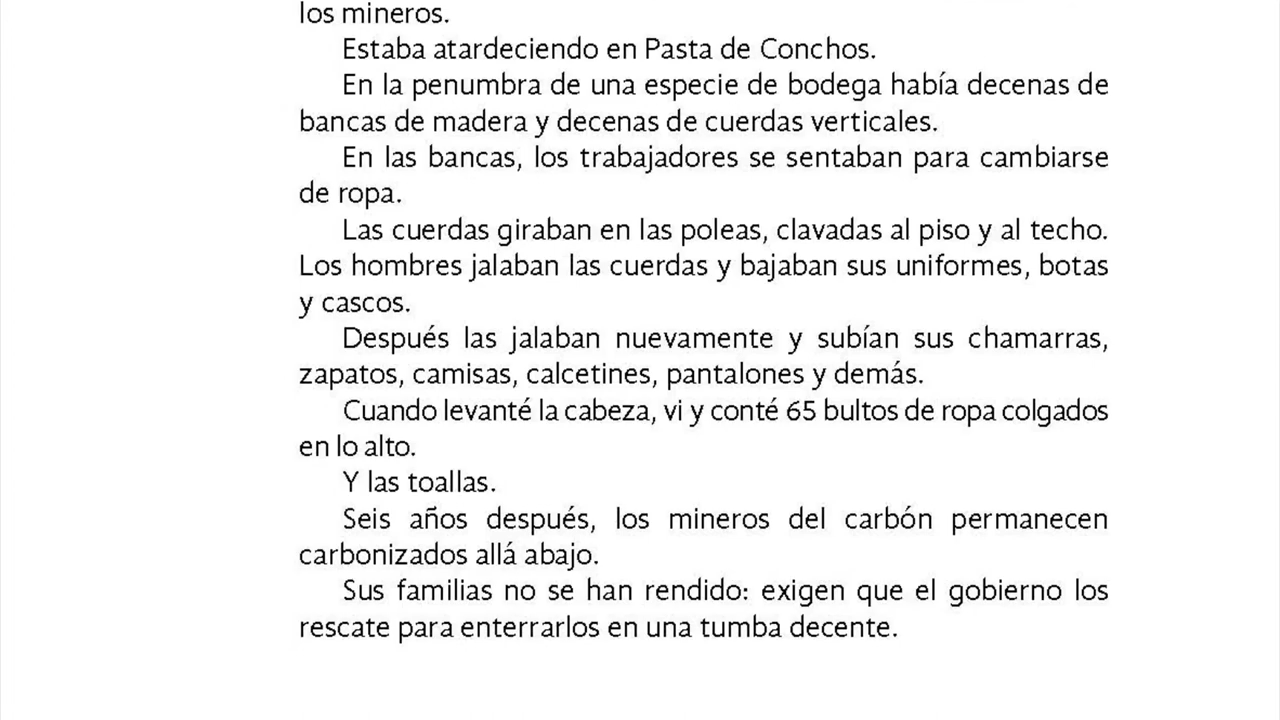 los mineros.
Estaba atardeciendo en Pasta de Conchos.
En la penumbra de una especie de bodega había decenas de
bancas de madera y decenas de cuerdas verticales.
En las bancas, los trabajadores se sentaban para cambiarse
de ropa.
Las cuerdas giraban en las poleas, clavadas al piso y al techo.
Los hombres jalaban las cuerdas y bajaban sus uniformes, botas
y cascos.
Después las jalaban nuevamente y subían sus chamarras,
zapatos, camisas, calcetines, pantalones y demás.
Cuando levanté la cabeza, vi y conté 65 bultos de ropa colgados
en lo alto.
Y las toallas.
Seis años después, los mineros del carbón permanecen
carbonizados allá abajo.
Sus familias no se han rendido: exigen que el gobierno los
rescate para enterrarlos en una tumba decente.